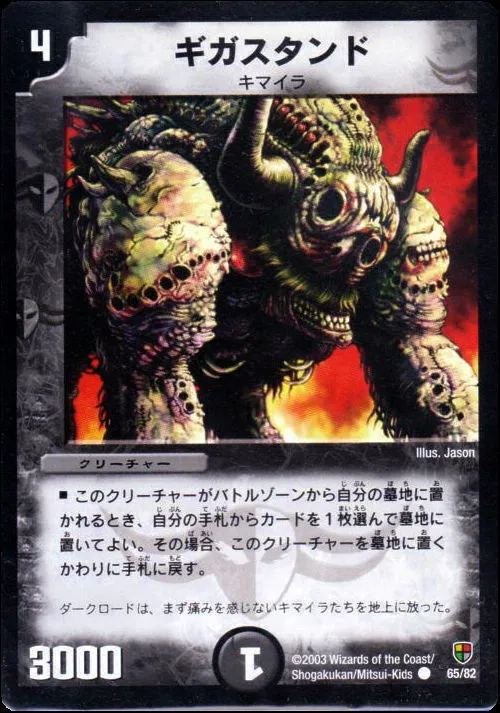 4
ギガスタンド
キマイラ
Illus. Jason
クリーチャー
■ このクリーチャーがバトルゾーンから自分の墓地に置
かれるとき、自分の手札からカードを1枚選んで墓地に
置いてよい。その場合、このクリーチャーを墓地に置く
かわりに手札に戻す。
ダークロードは、まず痛みを感じないキマイラたちを地上に放った。
3000
1
©2003 Wizards of the Coast/
Shogakukan/Mitsui-Kids
65/82